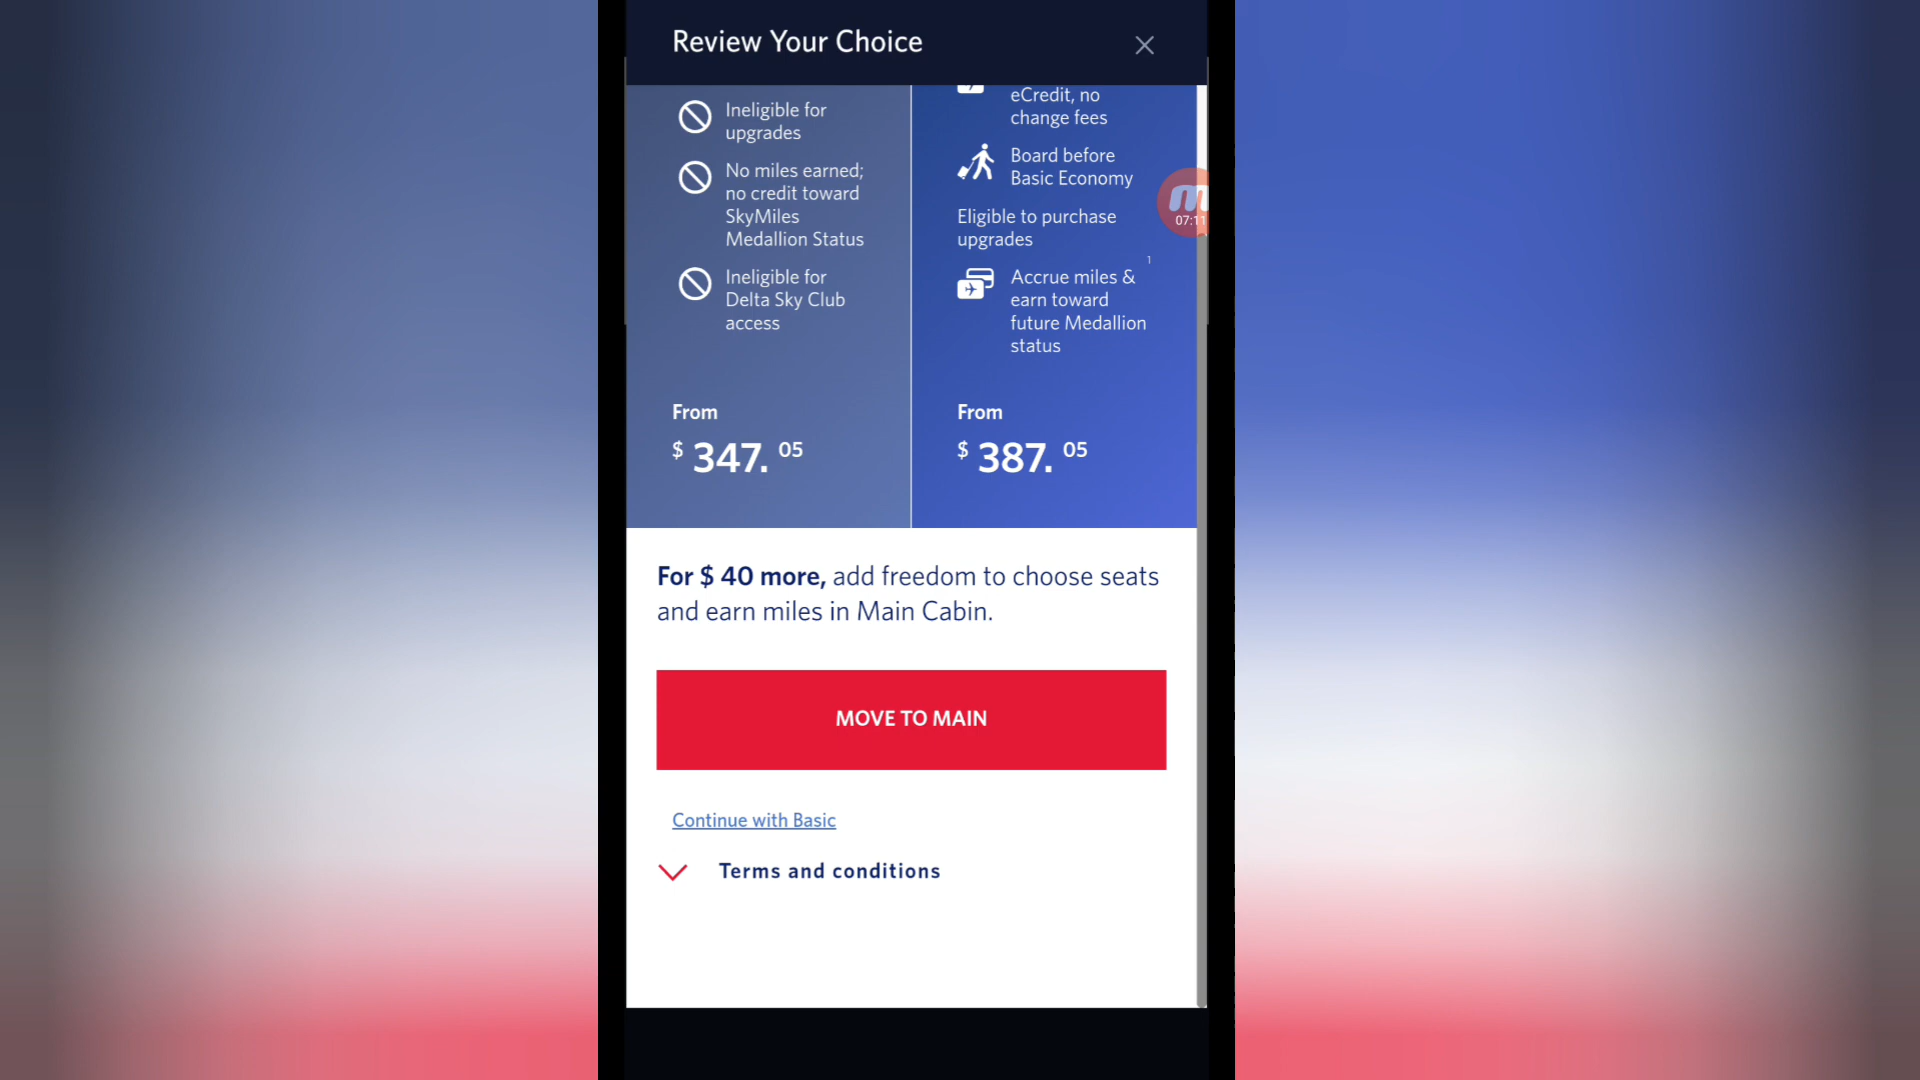 Review Your Choice
Ineligible for
upgrades
No miles earned;
no credit toward
SkyMiles
Medallion Status
Ineligible for
Delta Sky Club
access
From
$ 347. 05
eCredit, no
change fees
Board before
Basic Economy
Eligible to purchase
upgrades
1
Accrue miles &
earn toward
future Medallion
status
From
$ 387. 05
07:11
For $ 40 more, add freedom to choose seats
and earn miles in Main Cabin.
MOVE TO MAIN
Continue with Basic
Terms and conditions